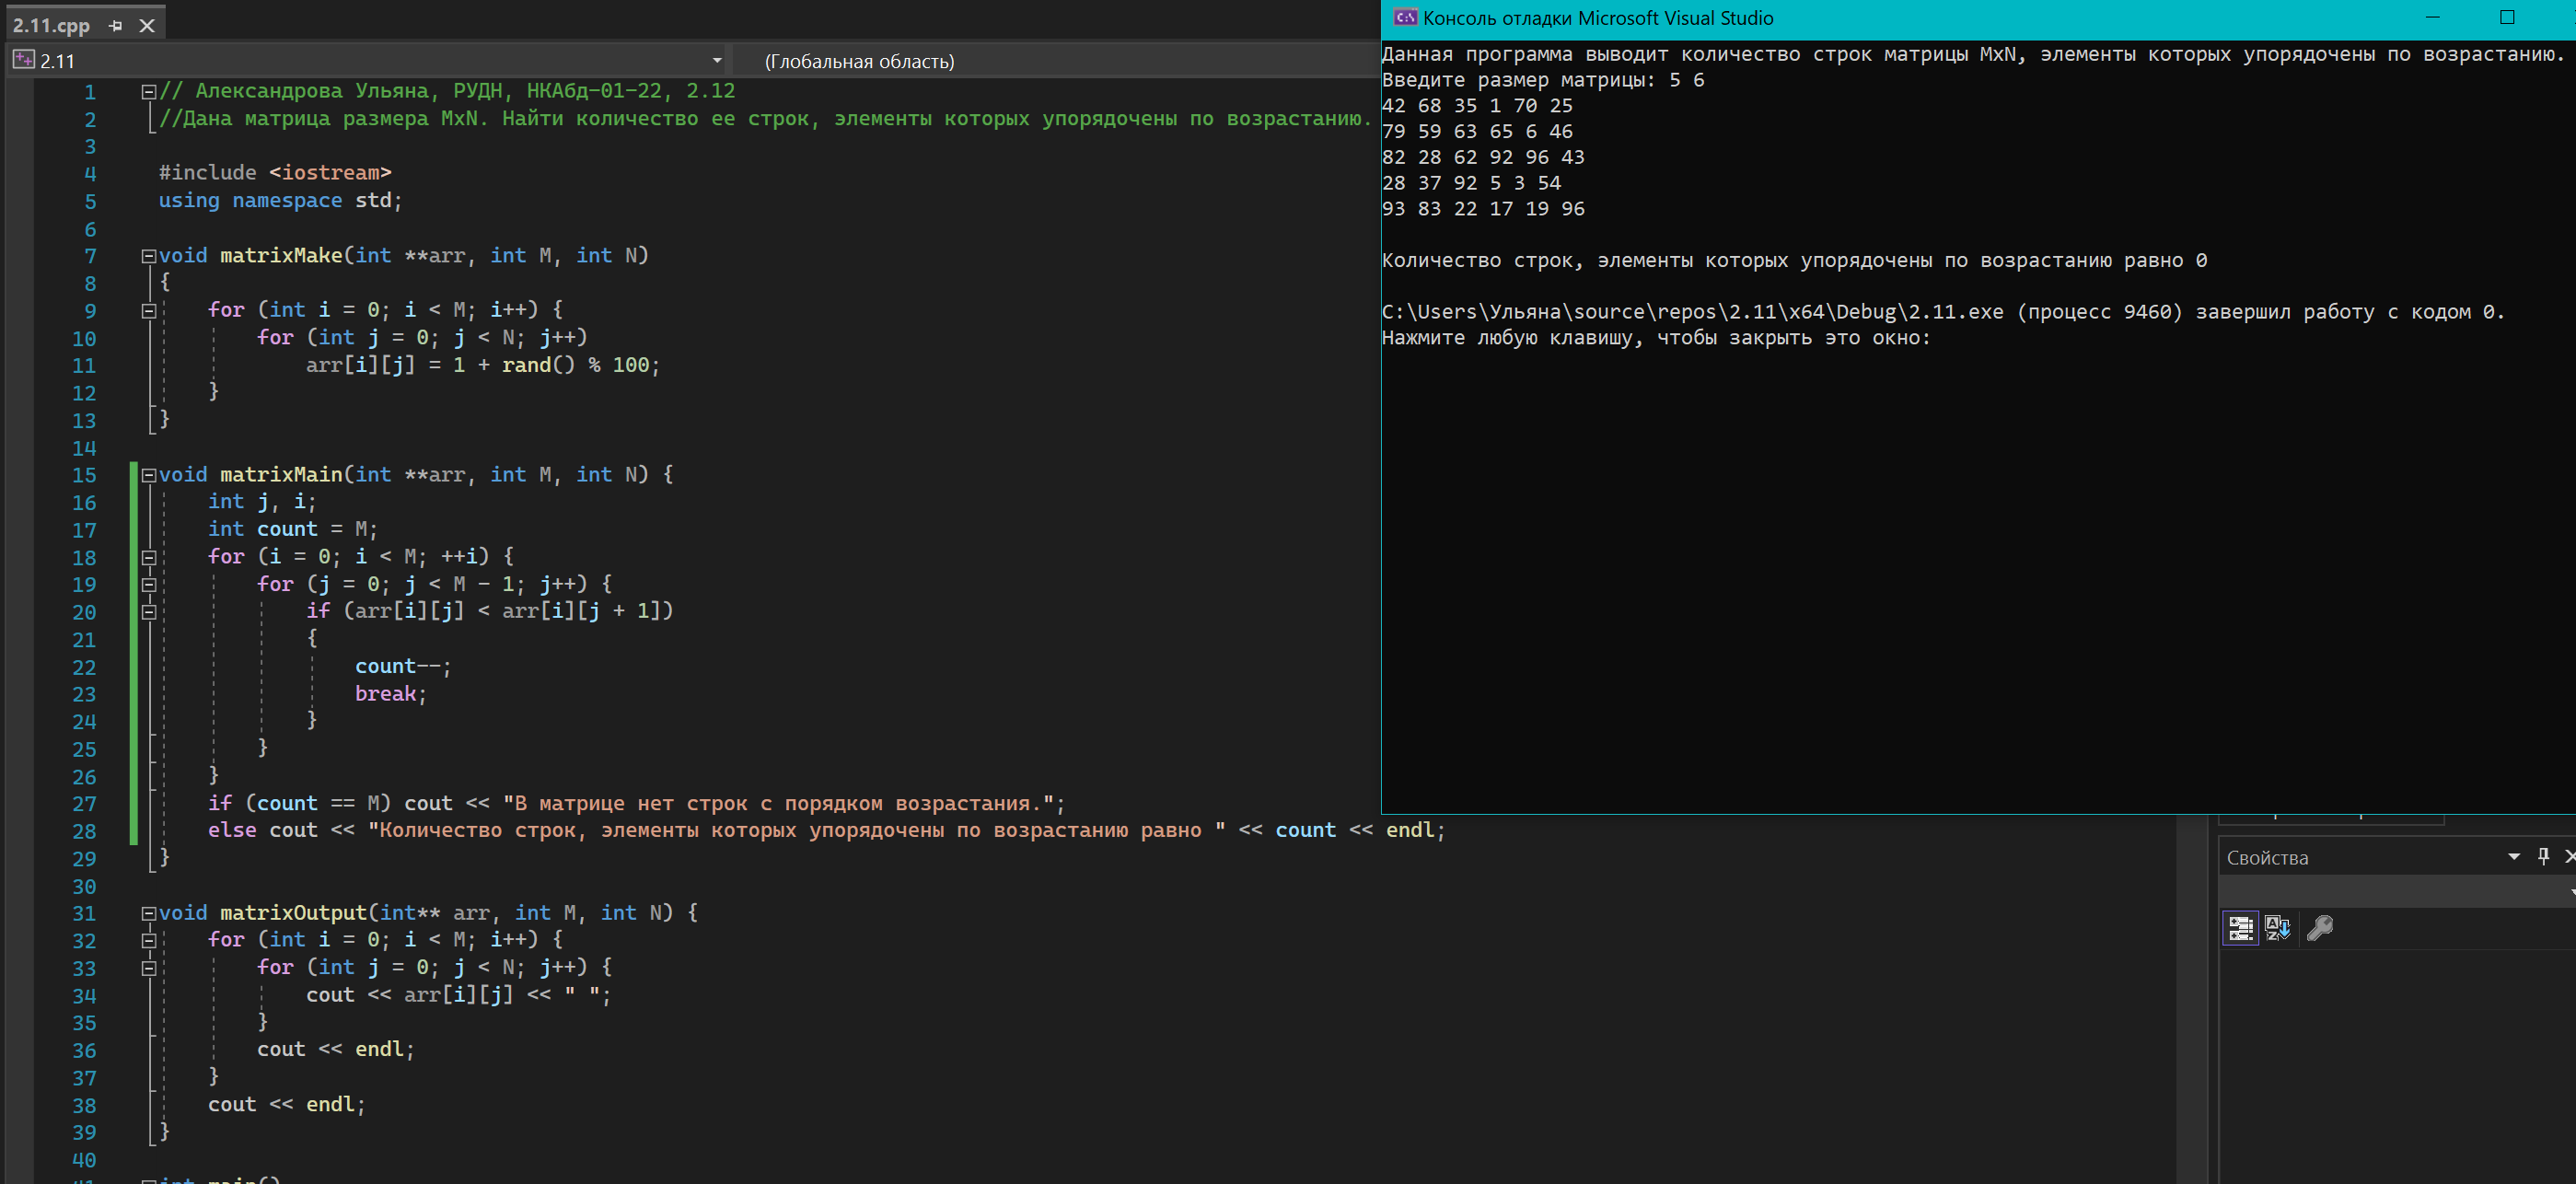 2.11.cpp
2.11
(Глобальная область)
1 // Александрова Ульяна, РУДН, НКАбд-01-22, 2.12
2 //Дана матрица размера MxN. Найти количество ее строк, элементы которых упорядочены по возрастанию.
3
4 #include <iostream>
5 using namespace std;
6
7 void matrixMake(int **arr, int M, int N)
8 {
9 for (int i = 0; i < M; i++) {
10 for (int j = 0; j < N; j++)
11 arr[i][j] = 1 + rand() % 100;
12 }
13 }
14
15 void matrixMain(int **arr, int M, int N) {
16 int j, i;
17 int count = M;
18 for (i = 0; i < M; ++i) {
19 for (j = 0; j < M - 1; j++) {
20 if (arr[i][j] < arr[i][j + 1])
21 {
22 count--;
23 break;
24 }
25 }
26 }
27 if (count == M) cout << "В матрице нет строк с порядком возрастания.";
28 else cout << "Количество строк, элементы которых упорядочены по возрастанию равно " << count << endl;
29 }
30
31 void matrixOutput(int** arr, int M, int N) {
32 for (int i = 0; i < M; i++) {
33 for (int j = 0; j < N; j++) {
34 cout << arr[i][j] << " ";
35 }
36 cout << endl;
37 }
38 cout << endl;
39 }
40
41 int main()
Консоль отладки Microsoft Visual Studio
Данная программа выводит количество строк матрицы MxN, элементы которых упорядочены по возрастанию.
Введите размер матрицы: 5 6
42 68 35 1 70 25
79 59 63 65 6 46
82 28 62 92 96 43
28 37 92 5 3 54
93 83 22 17 19 96
Количество строк, элементы которых упорядочены по возрастанию равно 0
C:\Users\Ульяна\source\repos\2.11\x64\Debug\2.11.exe (процесс 9460) завершил работу с кодом 0.
Нажмите любую клавишу, чтобы закрыть это окно:
Свойства